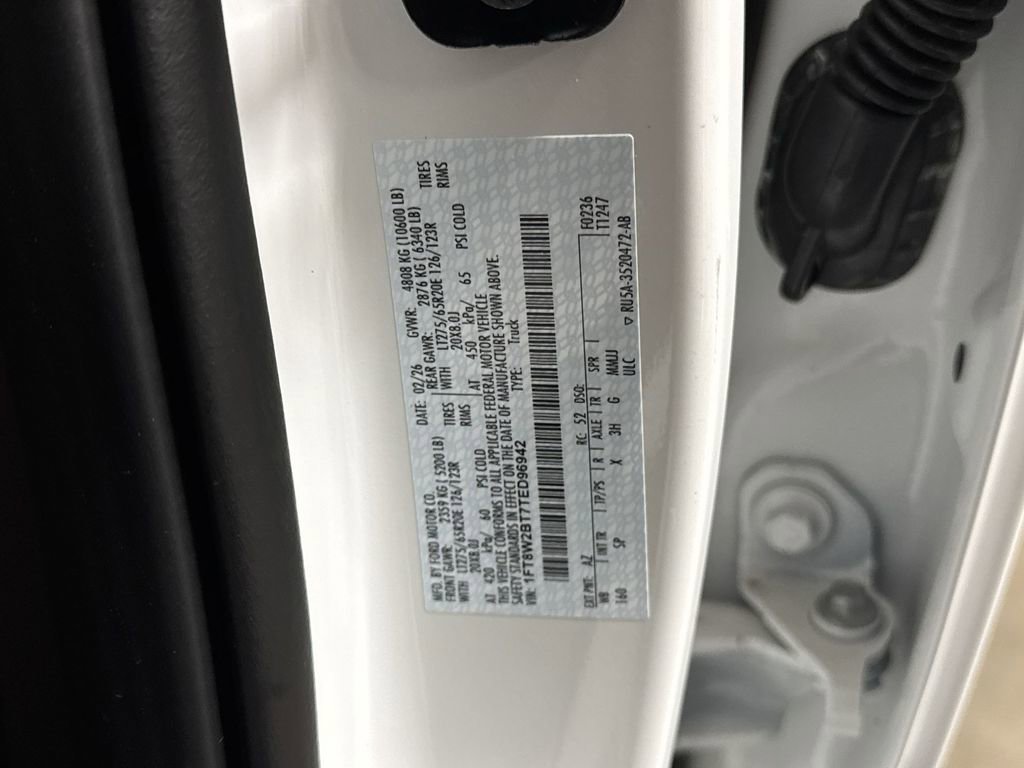 MFD. BY FORD MOTOR CO.
DATE: 02/26 GVWR: 4808 KG (10600 LB)
FRONT GAWR: 2359 KG ( 5200 LB) REAR GAWR: 2876 KG ( 6340 LB)
WITH LT275/65R20E 126/123R TIRES WITH LT275/65R20E 126/123R TIRES
20X8.0J RIMS 20X8.0J RIMS
AT 420 kPa/ 60 PSI COLD AT 450 kPa/ 65 PSI COLD
THIS VEHICLE CONFORMS TO ALL APPLICABLE FEDERAL MOTOR VEHICLE
SAFETY STANDARDS IN EFFECT ON THE DATE OF MANUFACTURE SHOWN ABOVE.
VIN: 1FT8W2BT7TED96942 TYPE: Truck
EXT PNT: AZ RC: 52 DSO: F0236
WB INT TR TP/PS R AXLE TR SPR TT1247
160 SP X 3H G MMUJ
ULC ▽ RU5A-3520472-AB